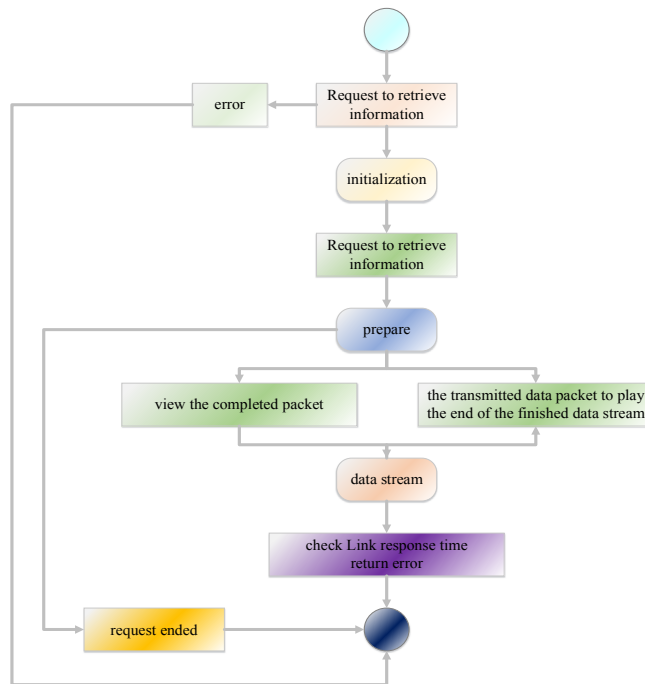 error
Request to retrieve
information
initialization
Request to retrieve
information
prepare
view the completed packet
the transmitted data packet to play
the end of the finished data stream
data stream
check Link response time
return error
request ended